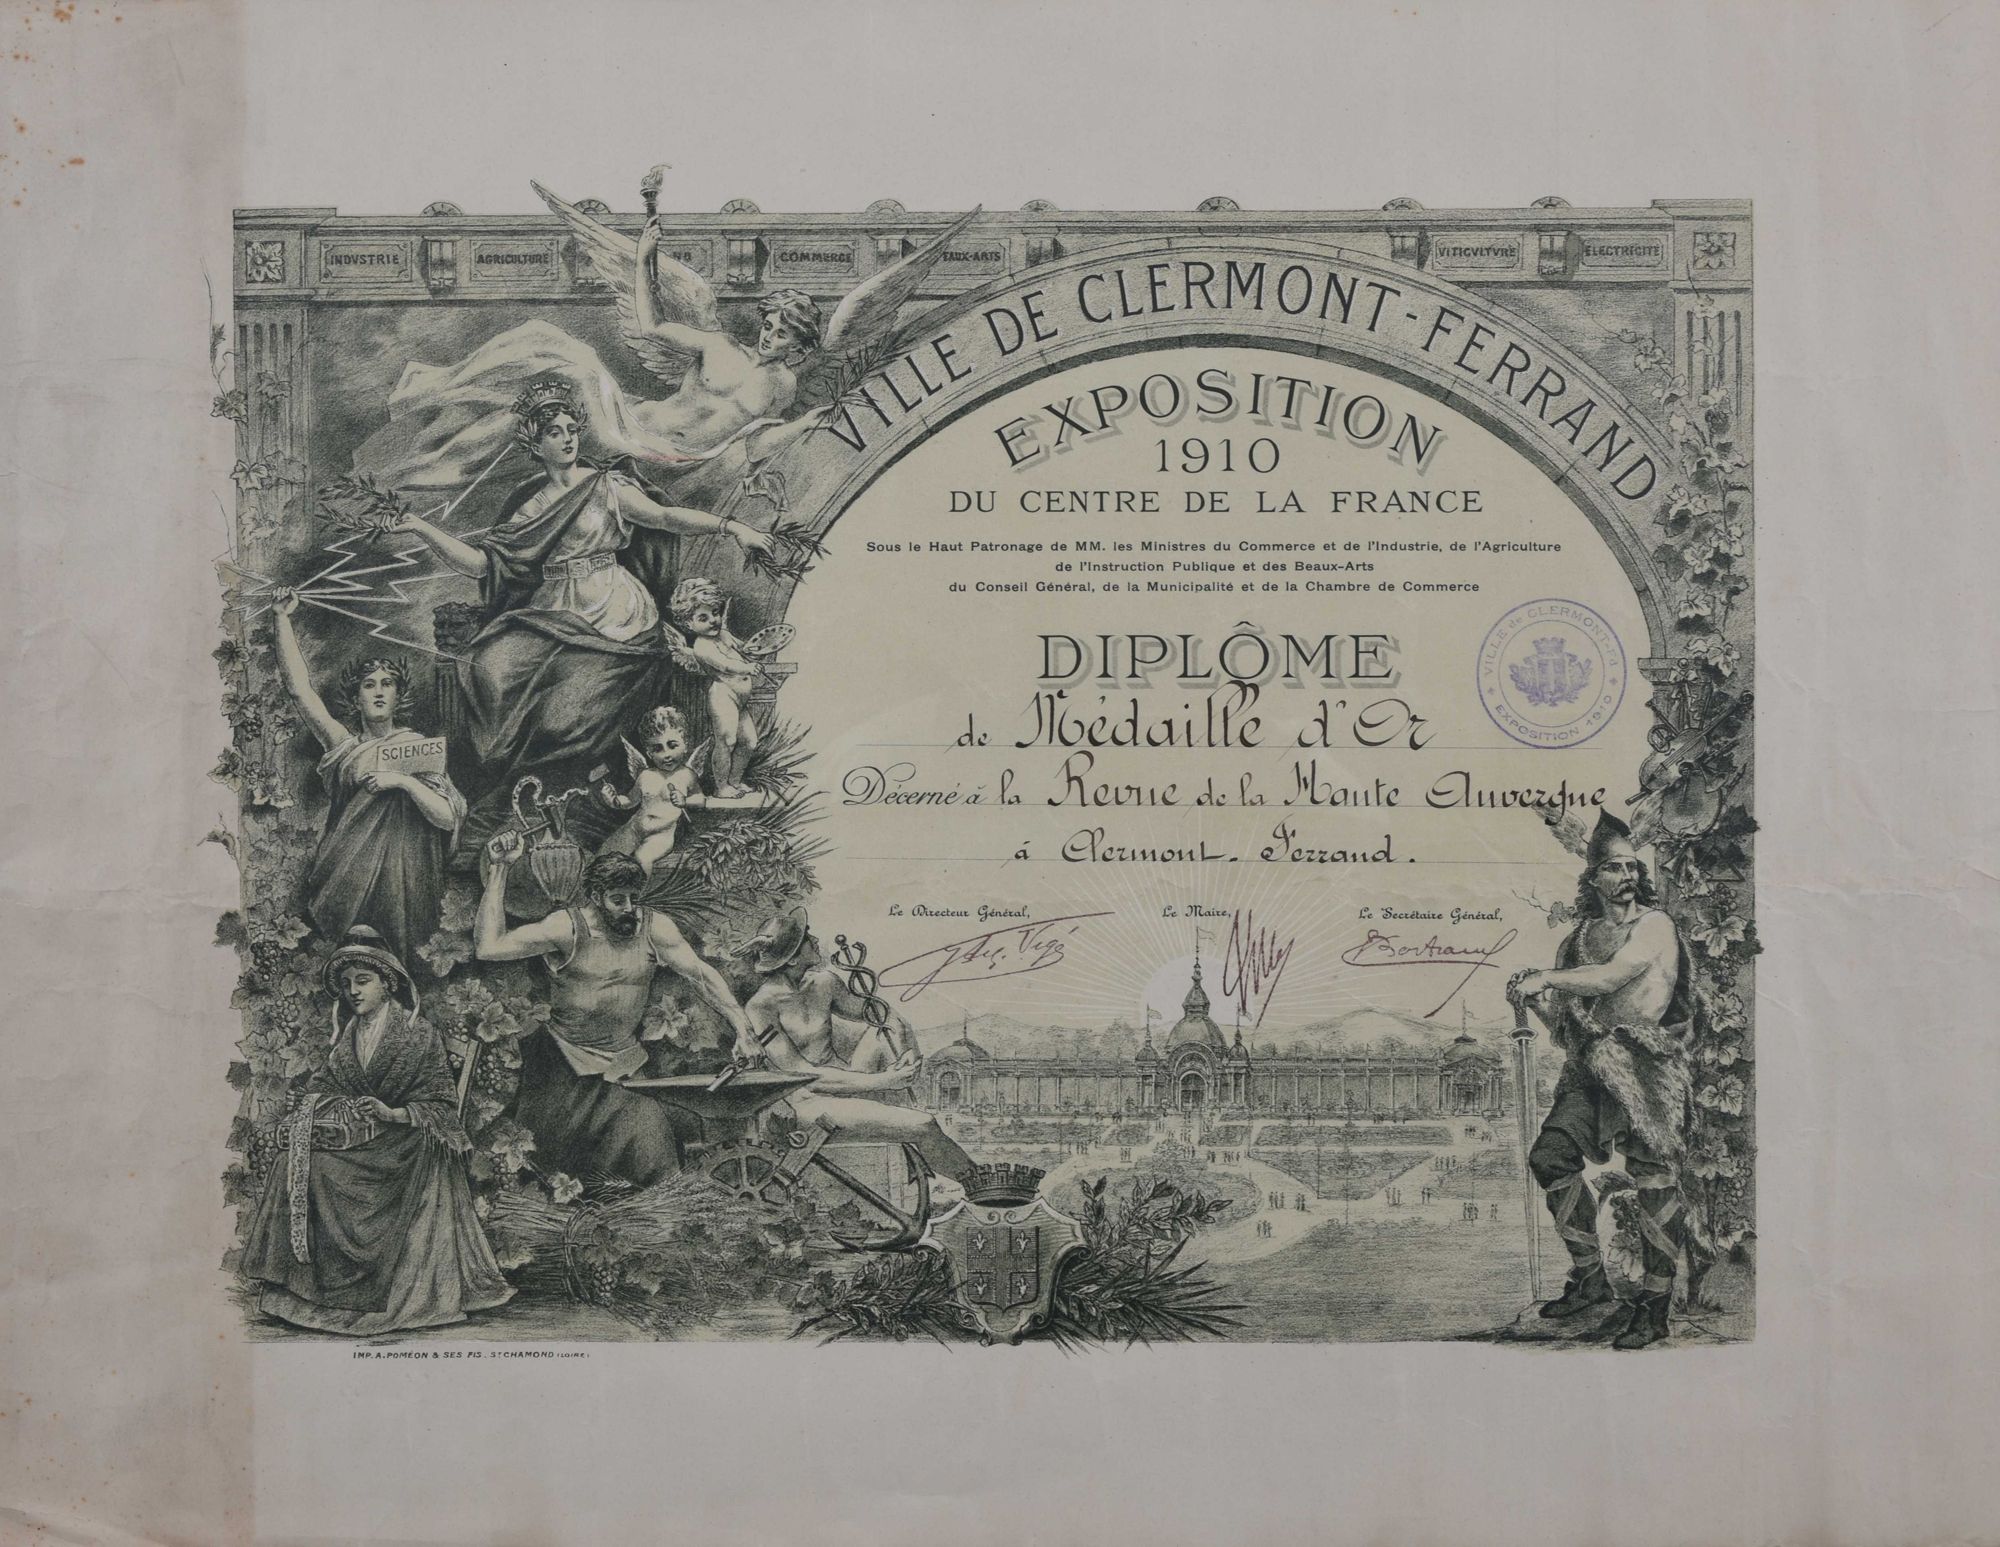 INDVSTRIE
AGRICULTURE
COMMERCE
EAUX-ARTS
VITICVLTVRE
ELECTRICITE
VILLE DE CLERMONT-FERRAND
EXPOSITION
1910
DU CENTRE DE LA FRANCE
Sous le Haut Patronage de MM. les Ministres du Commerce et de l'Industrie, de l'Agriculture
de l'Instruction Publique et des Beaux-Arts
du Conseil Général, de la Municipalité et de la Chambre de Commerce
DIPLÔME
de Médaille d'Or
Décerné à la Revue de la Haute Auvergne
à Clermont-Ferrand.
VILLE de CLERMONT-Fd
EXPOSITION 1910
SCIENCES
Le Directeur Général,
Le Maire,
Le Secrétaire Général,
IMP. A. POMÉON & SES FIS. ST CHAMOND (LOIRE)